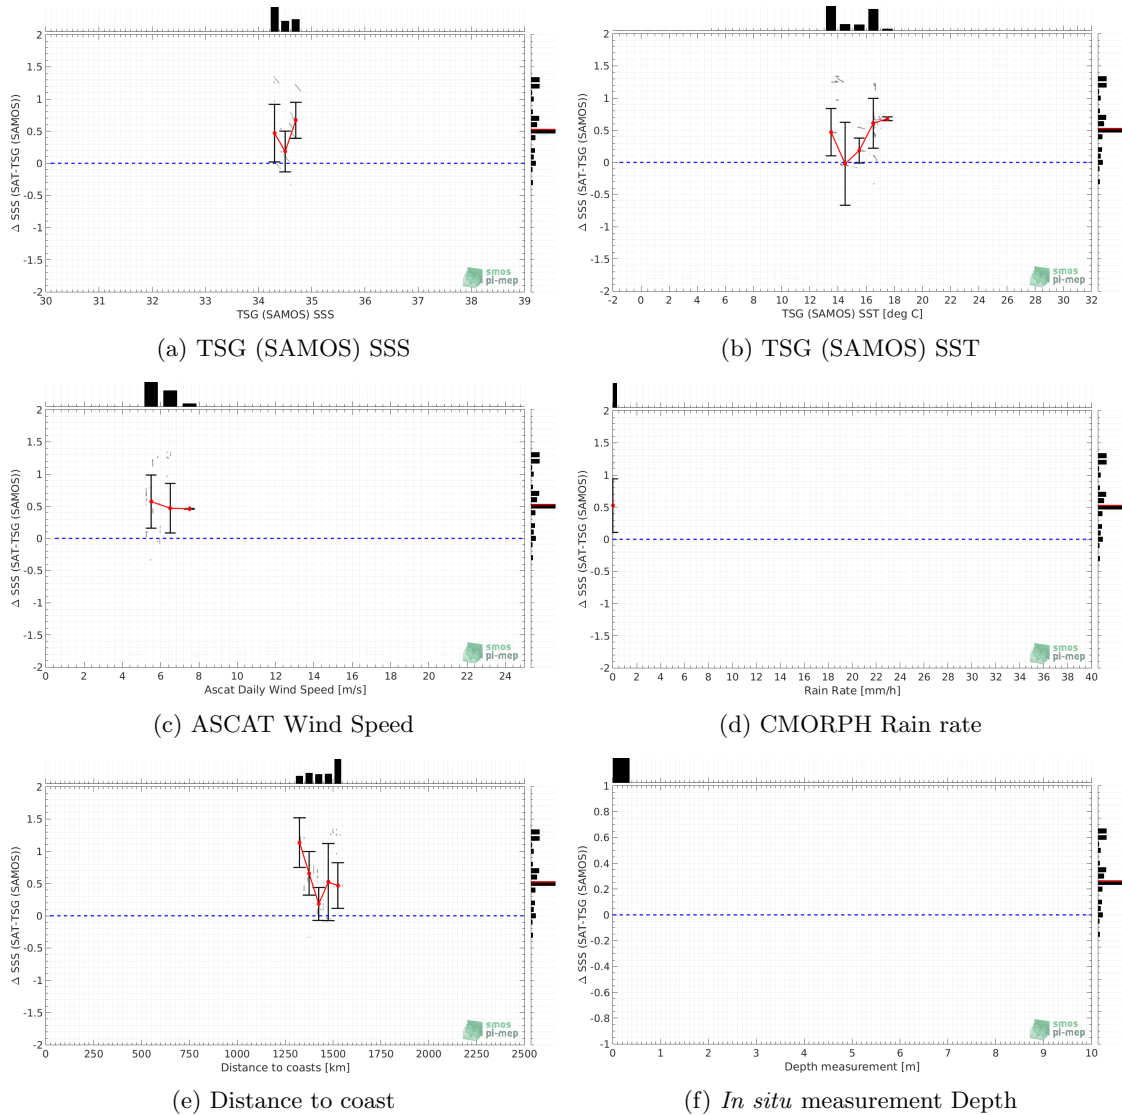 2
1.5
1
0.5
0
-0.5
-1
-1.5
-2
30 31 32 33 34 35 36 37 38 39
Δ SSS (SAT-TSG (SAMOS))
TSG (SAMOS) SSS
smos
pi-mep
(a) TSG (SAMOS) SSS
2
1.5
1
0.5
0
-0.5
-1
-1.5
-2
-2 0 2 4 6 8 10 12 14 16 18 20 22 24 26 28 30 32
Δ SSS (SAT-TSG (SAMOS))
TSG (SAMOS) SST [deg C]
smos
pi-mep
(b) TSG (SAMOS) SST
2
1.5
1
0.5
0
-0.5
-1
-1.5
-2
0 2 4 6 8 10 12 14 16 18 20 22 24
Δ SSS (SAT-TSG (SAMOS))
Ascat Daily Wind Speed [m/s]
smos
pi-mep
(c) ASCAT Wind Speed
2
1.5
1
0.5
0
-0.5
-1
-1.5
-2
0 2 4 6 8 10 12 14 16 18 20 22 24 26 28 30 32 34 36 38 40
Δ SSS (SAT-TSG (SAMOS))
Rain Rate [mm/h]
smos
pi-mep
(d) CMORPH Rain rate
2
1.5
1
0.5
0
-0.5
-1
-1.5
-2
0 250 500 750 1000 1250 1500 1750 2000 2250 2500
Δ SSS (SAT-TSG (SAMOS))
Distance to coasts [km]
smos
pi-mep
(e) Distance to coast
1
0.8
0.6
0.4
0.2
0
-0.2
-0.4
-0.6
-0.8
-1
0 1 2 3 4 5 6 7 8 9 10
Δ SSS (SAT-TSG (SAMOS))
Depth measurement [m]
smos
pi-mep
(f) In situ measurement Depth